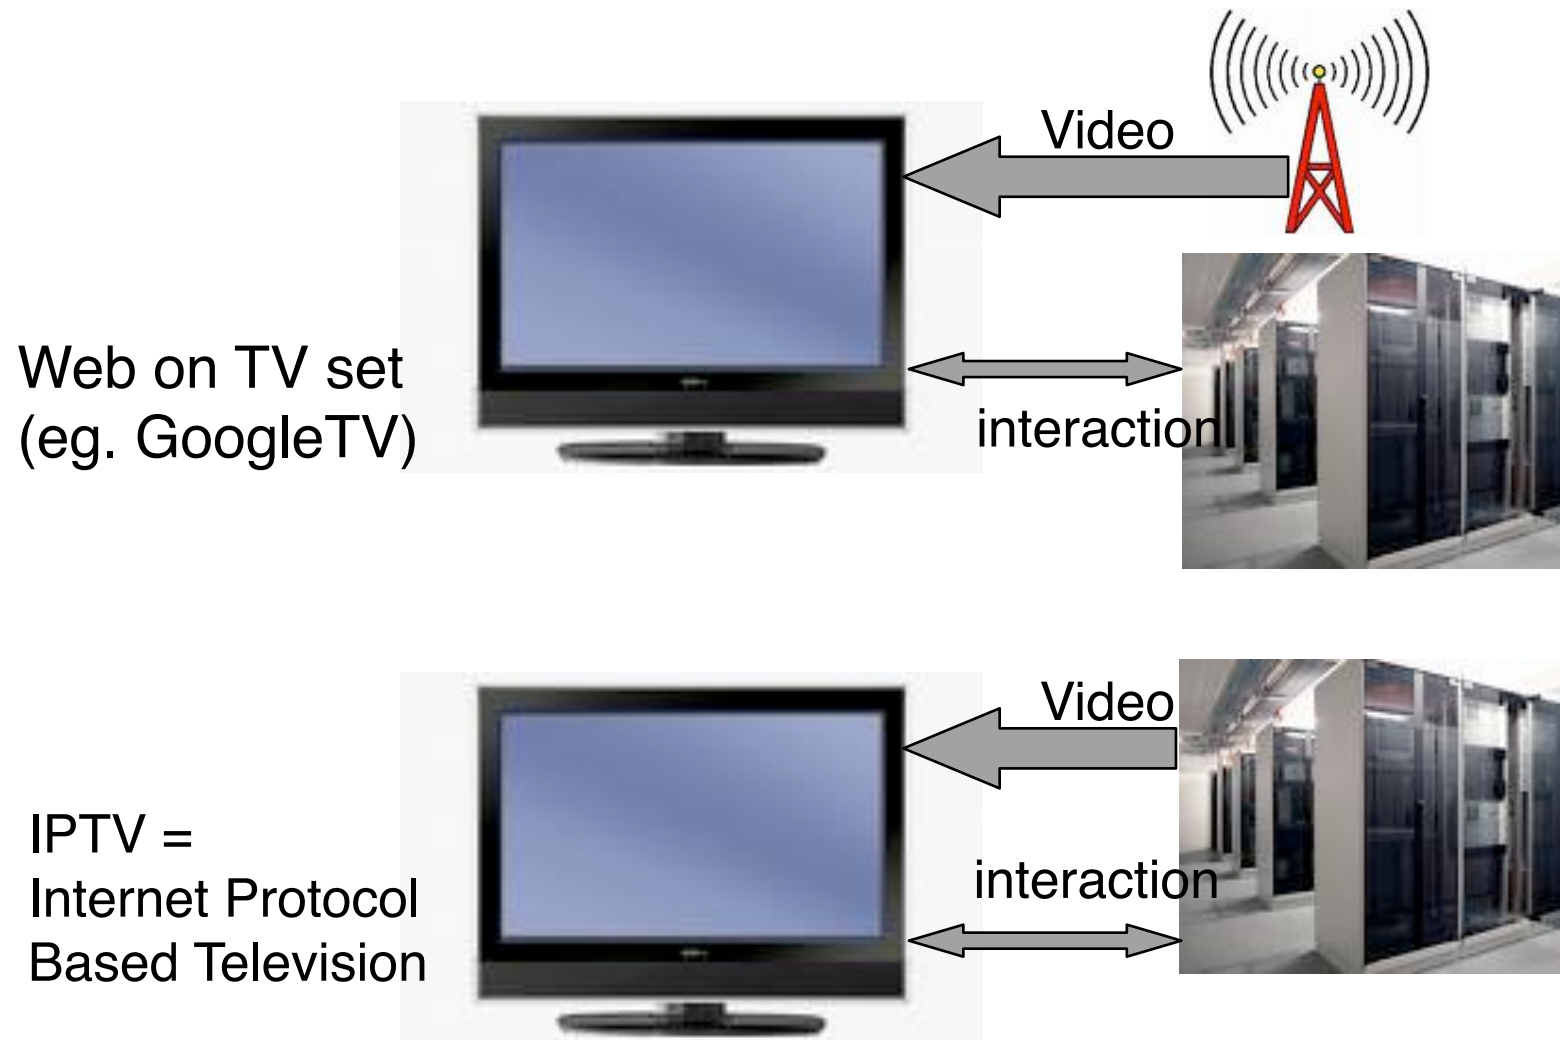 Video
Web on TV set
(eg. GoogleTV)
interaction
Video
IPTV =
Internet Protocol
Based Television
interaction